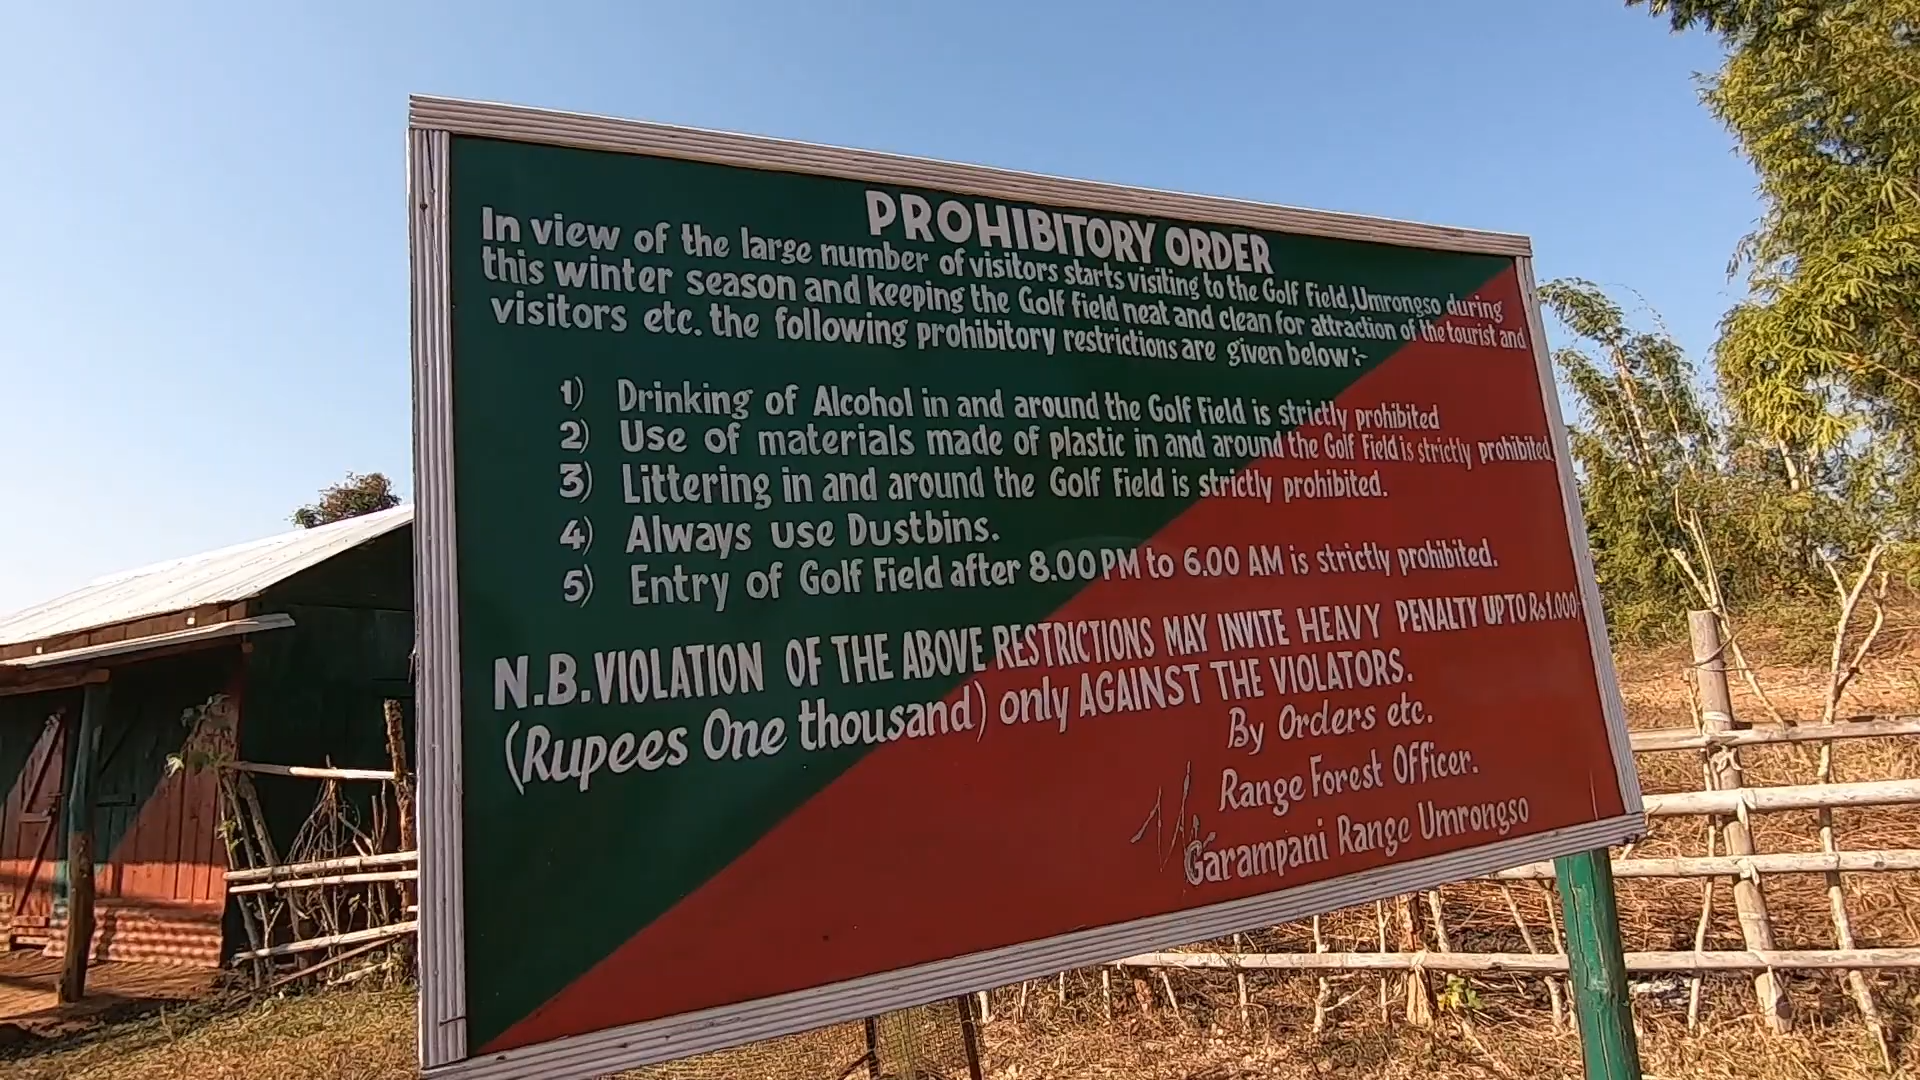 PROHIBITORY ORDER
In view of the large number of visitors starts visiting to the Golf Field, Umrongso during
this winter season and keeping the Golf field neat and clean for attraction of the tourist and
visitors etc. the following prohibitory restrictions are given below :-
1) Drinking of Alcohol in and around the Golf Field is strictly prohibited
2) Use of materials made of plastic in and around the Golf Field is strictly prohibited
3) Littering in and around the Golf Field is strictly prohibited.
4) Always use Dustbins.
5) Entry of Golf Field after 8.00 PM to 6.00 AM is strictly prohibited.
N.B. VIOLATION OF THE ABOVE RESTRICTIONS MAY INVITE HEAVY PENALTY UPTO Rs 1.000/-
(Rupees One thousand) only AGAINST THE VIOLATORS.
By Orders etc.
Range Forest Officer.
Garampani Range Umrongso